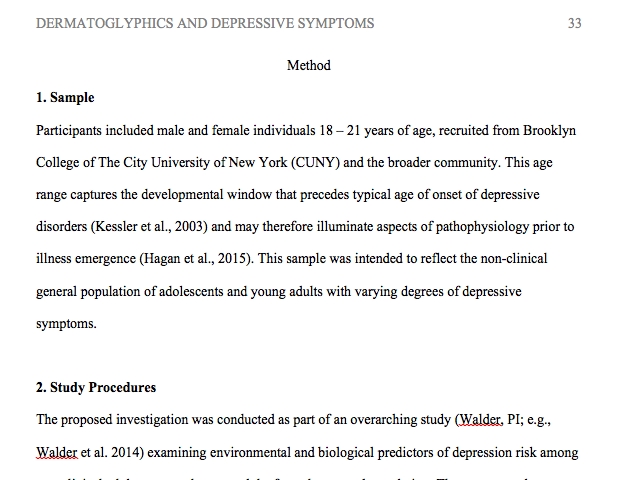 DERMATOGLYPHICS AND DEPRESSIVE SYMPTOMS 33
Method
1. Sample
Participants included male and female individuals 18 – 21 years of age, recruited from Brooklyn
College of The City University of New York (CUNY) and the broader community. This age
range captures the developmental window that precedes typical age of onset of depressive
disorders (Kessler et al., 2003) and may therefore illuminate aspects of pathophysiology prior to
illness emergence (Hagan et al., 2015). This sample was intended to reflect the non-clinical
general population of adolescents and young adults with varying degrees of depressive
symptoms.
2. Study Procedures
The proposed investigation was conducted as part of an overarching study (Walder, PI; e.g.,
Walder et al. 2014) examining environmental and biological predictors of depression risk among